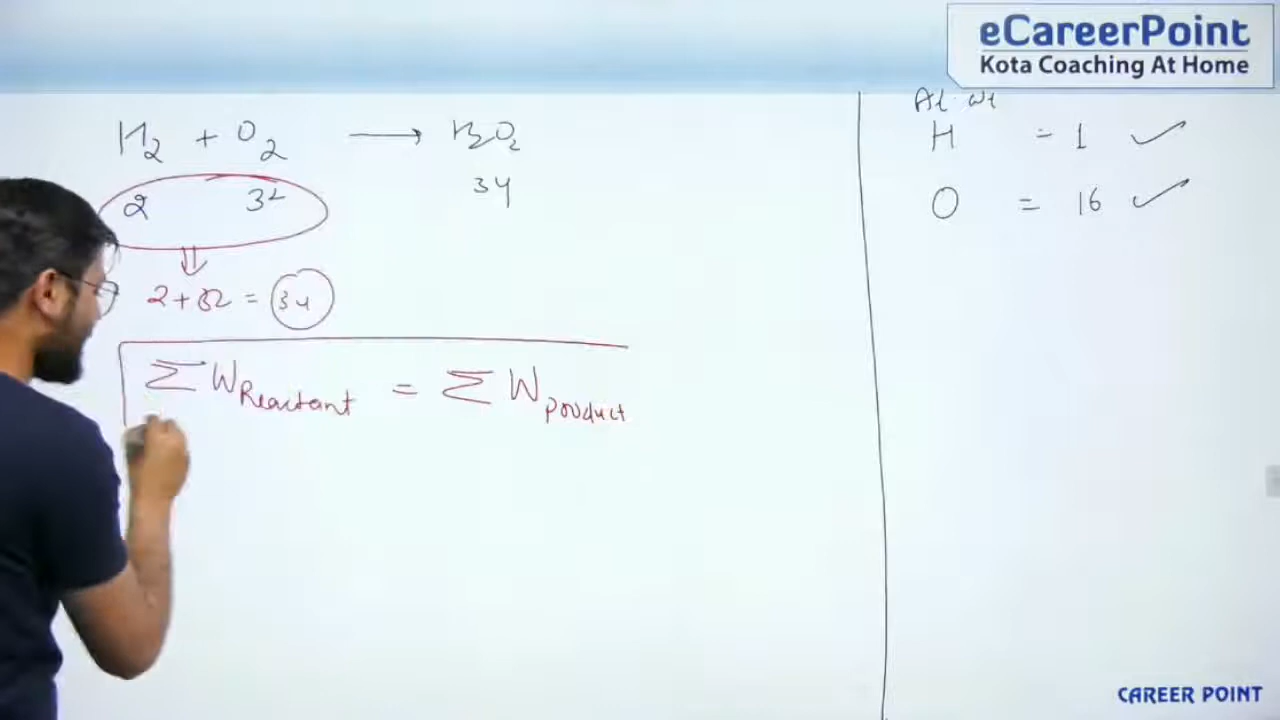 eCareerPoint
Kota Coaching At Home
H₂ + O₂ ⟶ H₂O₂
2 32 34
2+32 = 34
Σ W Reactant = Σ W product
At. wt
H = 1 ✓
O = 16 ✓
CAREER POINT